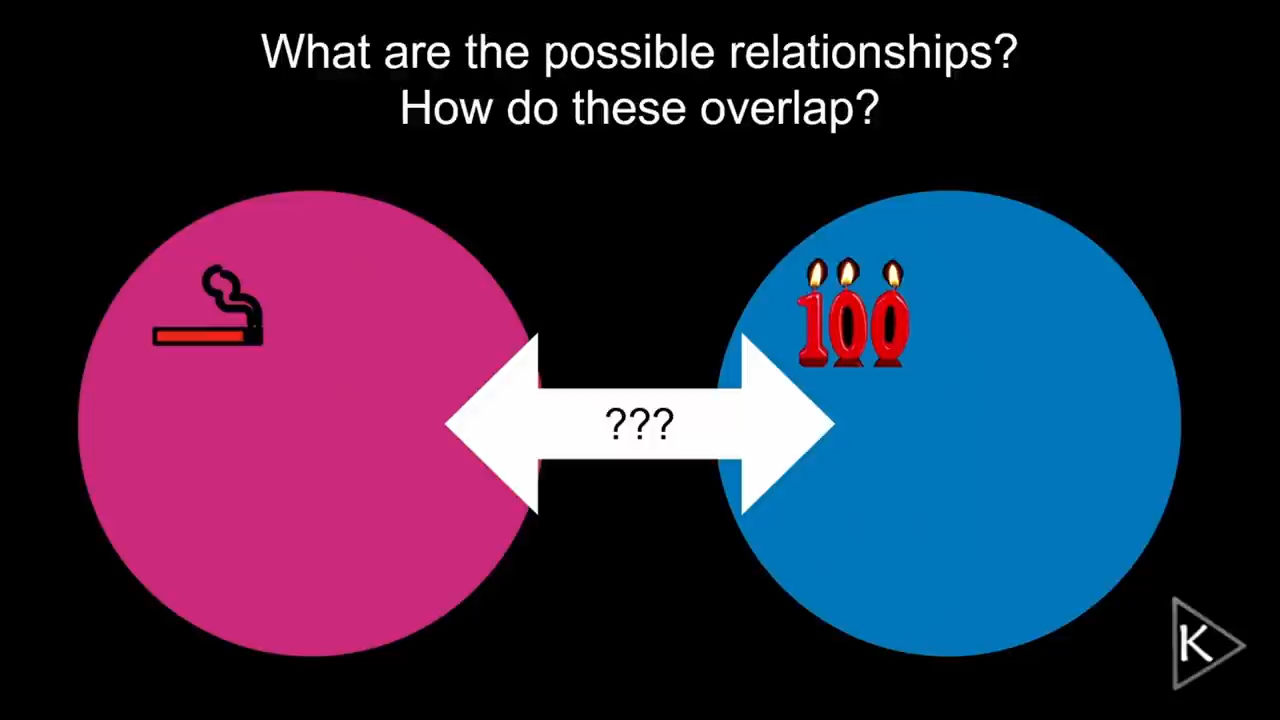 What are the possible relationships?
How do these overlap?
100
???
K